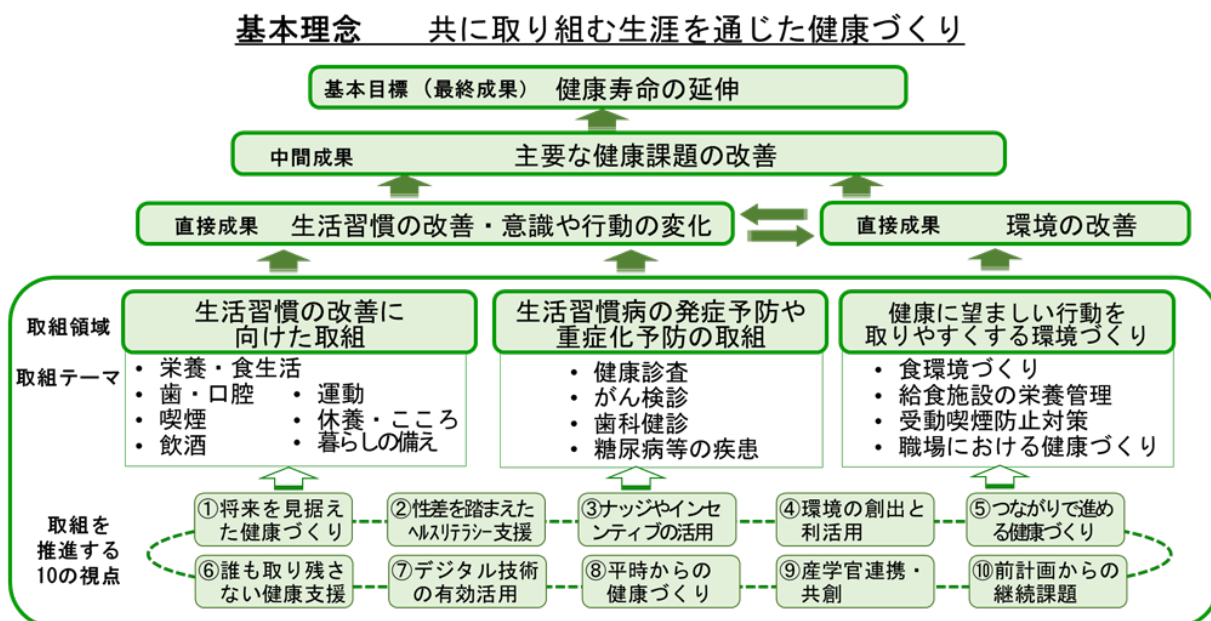 基本理念　共に取り組む生涯を通じた健康づくり
基本目標（最終成果） 健康寿命の延伸
中間成果 主要な健康課題の改善
直接成果 生活習慣の改善・意識や行動の変化
直接成果 環境の改善
取組領域
生活習慣の改善に
向けた取組
生活習慣病の発症予防や
重症化予防の取組
健康に望ましい行動を
取りやすくする環境づくり
取組テーマ
• 栄養・食生活
• 歯・口腔
• 喫煙
• 飲酒
• 運動
• 休養・こころ
• 暮らしの備え
• 健康診査
• がん検診
• 歯科健診
• 糖尿病等の疾患
• 食環境づくり
• 給食施設の栄養管理
• 受動喫煙防止対策
• 職場における健康づくり
取組を
推進する
10の視点
①将来を見据え
た健康づくり
②性差を踏まえた
ヘルスリテラシー支援
③ナッジやインセ
ンティブの活用
④環境の創出と
利活用
⑤つながりで進め
る健康づくり
⑥誰も取り残さ
ない健康支援
⑦デジタル技術
の有効活用
⑧平時からの
健康づくり
⑨産学官連携・
共創
⑩前計画からの
継続課題